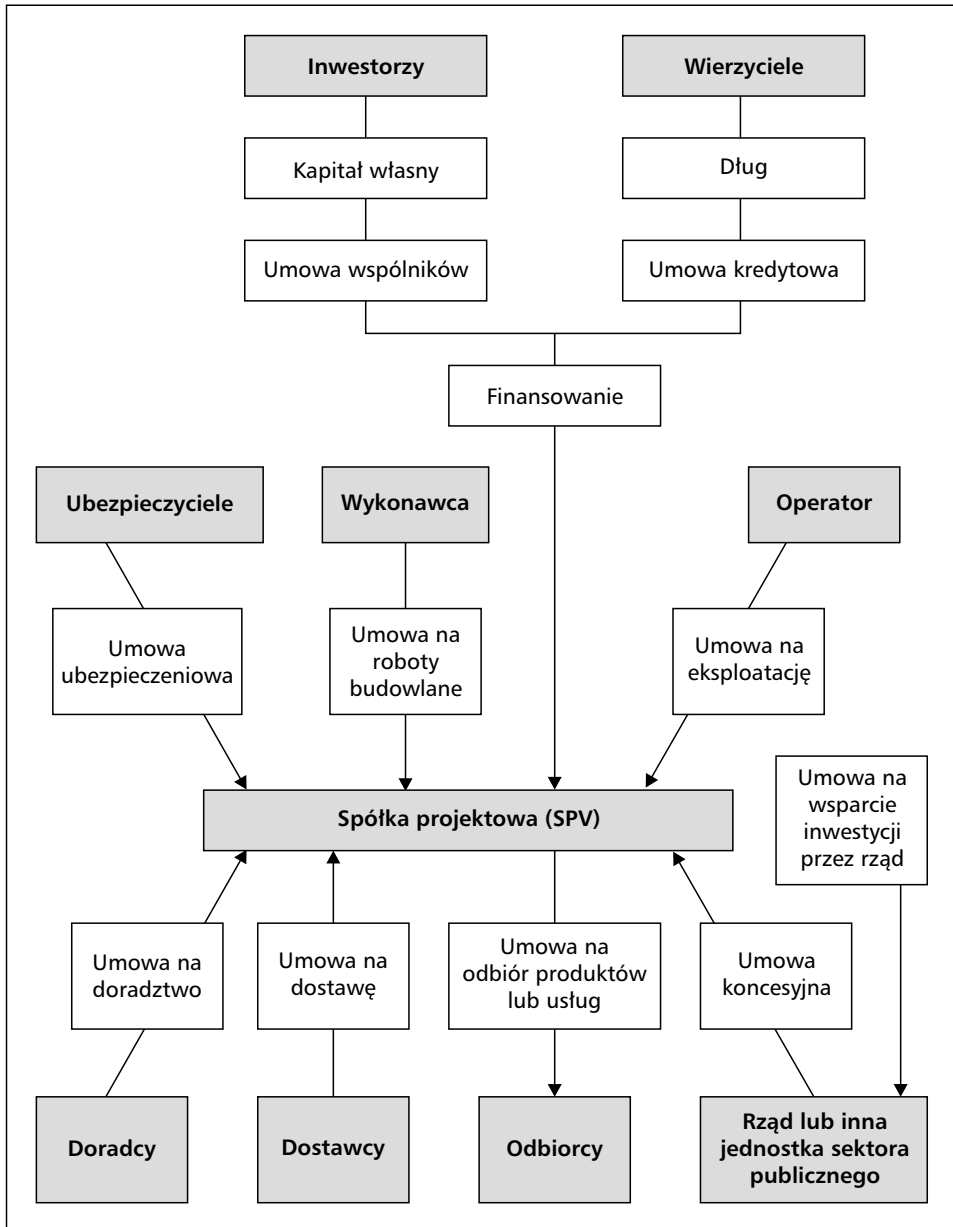 Inwestorzy
Wierzyciele
Kapitał własny
Dług
Umowa wspólników
Umowa kredytowa
Finansowanie
Ubezpieczyciele
Wykonawca
Operator
Umowa
ubezpieczeniowa
Umowa na
roboty
budowlane
Umowa na
eksploatację
Umowa na
wsparcie
inwestycji
przez rząd
Spółka projektowa (SPV)
Umowa na
doradztwo
Umowa na
dostawę
Umowa na
odbiór produktów
lub usług
Umowa
koncesyjna
Doradcy
Dostawcy
Odbiorcy
Rząd lub inna
jednostka sektora
publicznego